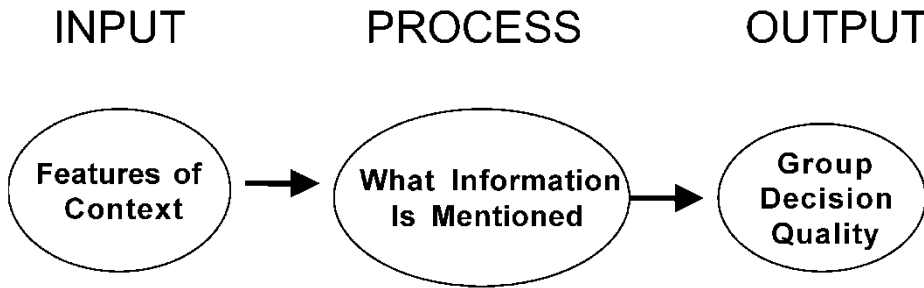 INPUT PROCESS OUTPUT
Features of
Context
What Information
Is Mentioned
Group
Decision
Quality